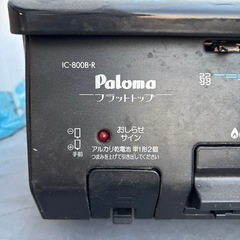 IC-800B-R
Paloma
フラットトップ
おしらせ
サイン
手前
アルカリ乾電池 単1形2個
つまみを上げて引き出してください